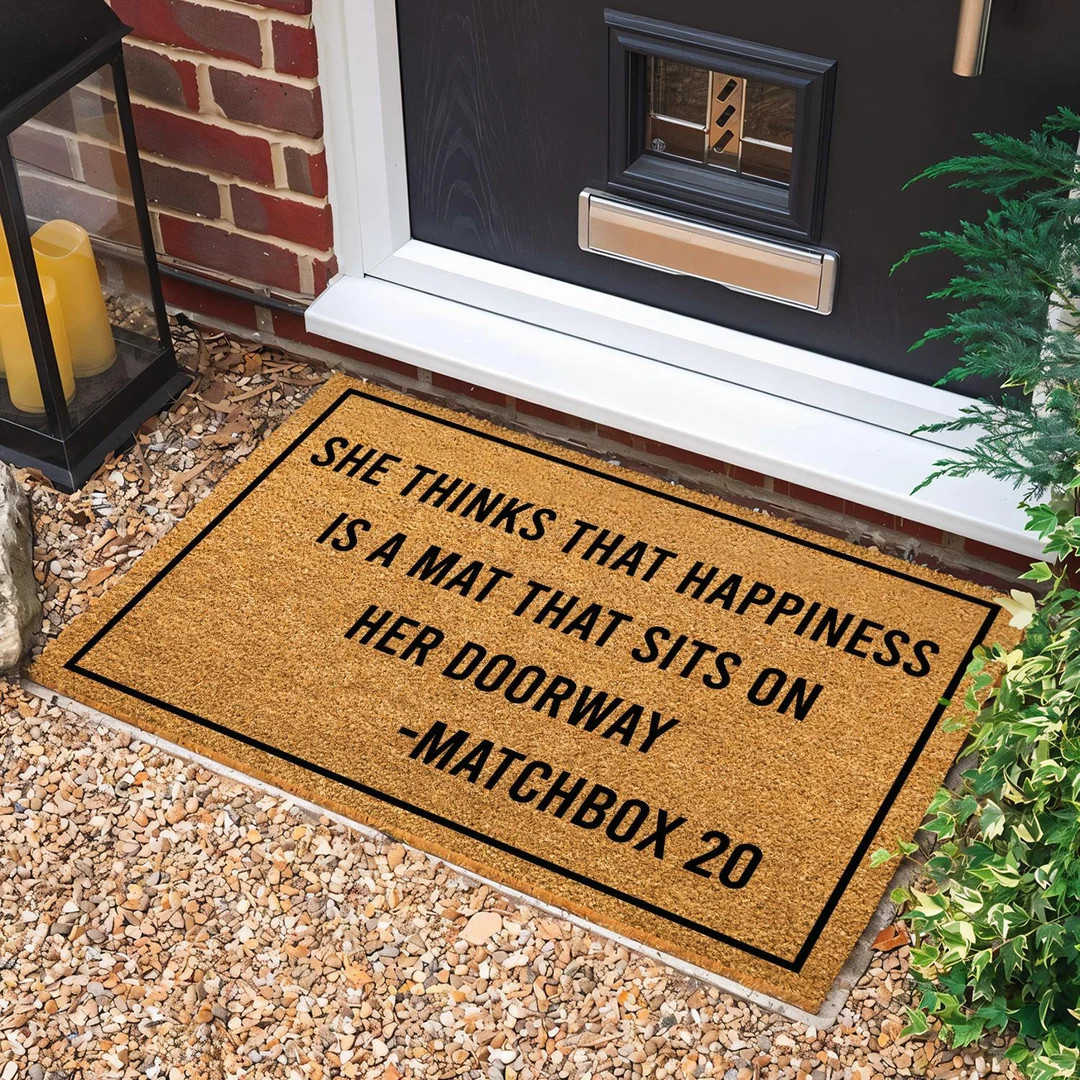 SHE THINKS THAT HAPPINESS
IS A MAT THAT SITS ON
HER DOORWAY
-MATCHBOX 20